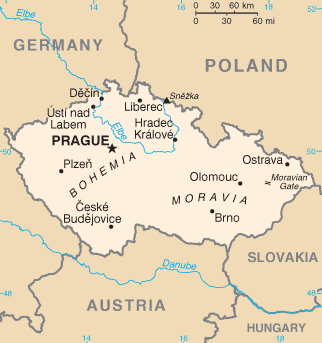 14
16
0 30 60 km
0 30 60 mi
Elbe
GERMANY
POLAND
Děčín
Sněžka
Liberec
Ústí nad
Labem
Elbe
Hradec
Králové
PRAGUE
50
50
Plzeň
BOHEMIA
Ostrava
Moravian
Gate
Olomouc
MORAVIA
České
Budějovice
Brno
SLOVAKIA
Danube
48
48
AUSTRIA
HUNGARY
14
16
18